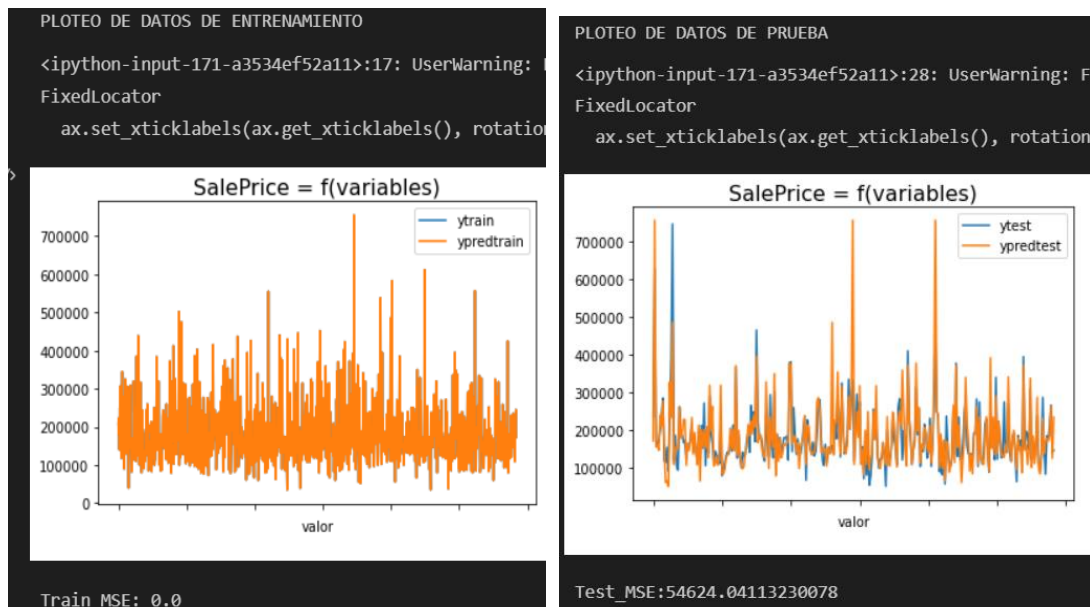 PLOTEO DE DATOS DE ENTRENAMIENTO
<ipython-input-171-a3534ef52a11>:17: UserWarning:
FixedLocator
ax.set_xticklabels(ax.get_xticklabels(), rotation
SalePrice = f(variables)
ytrain
ypredtrain
700000
600000
500000
400000
300000
200000
100000
0
valor
Train MSE: 0.0
PLOTEO DE DATOS DE PRUEBA
<ipython-input-171-a3534ef52a11>:28: UserWarning: F
FixedLocator
ax.set_xticklabels(ax.get_xticklabels(), rotation
SalePrice = f(variables)
ytest
ypredtest
700000
600000
500000
400000
300000
200000
100000
valor
Test_MSE:54624.04113230078